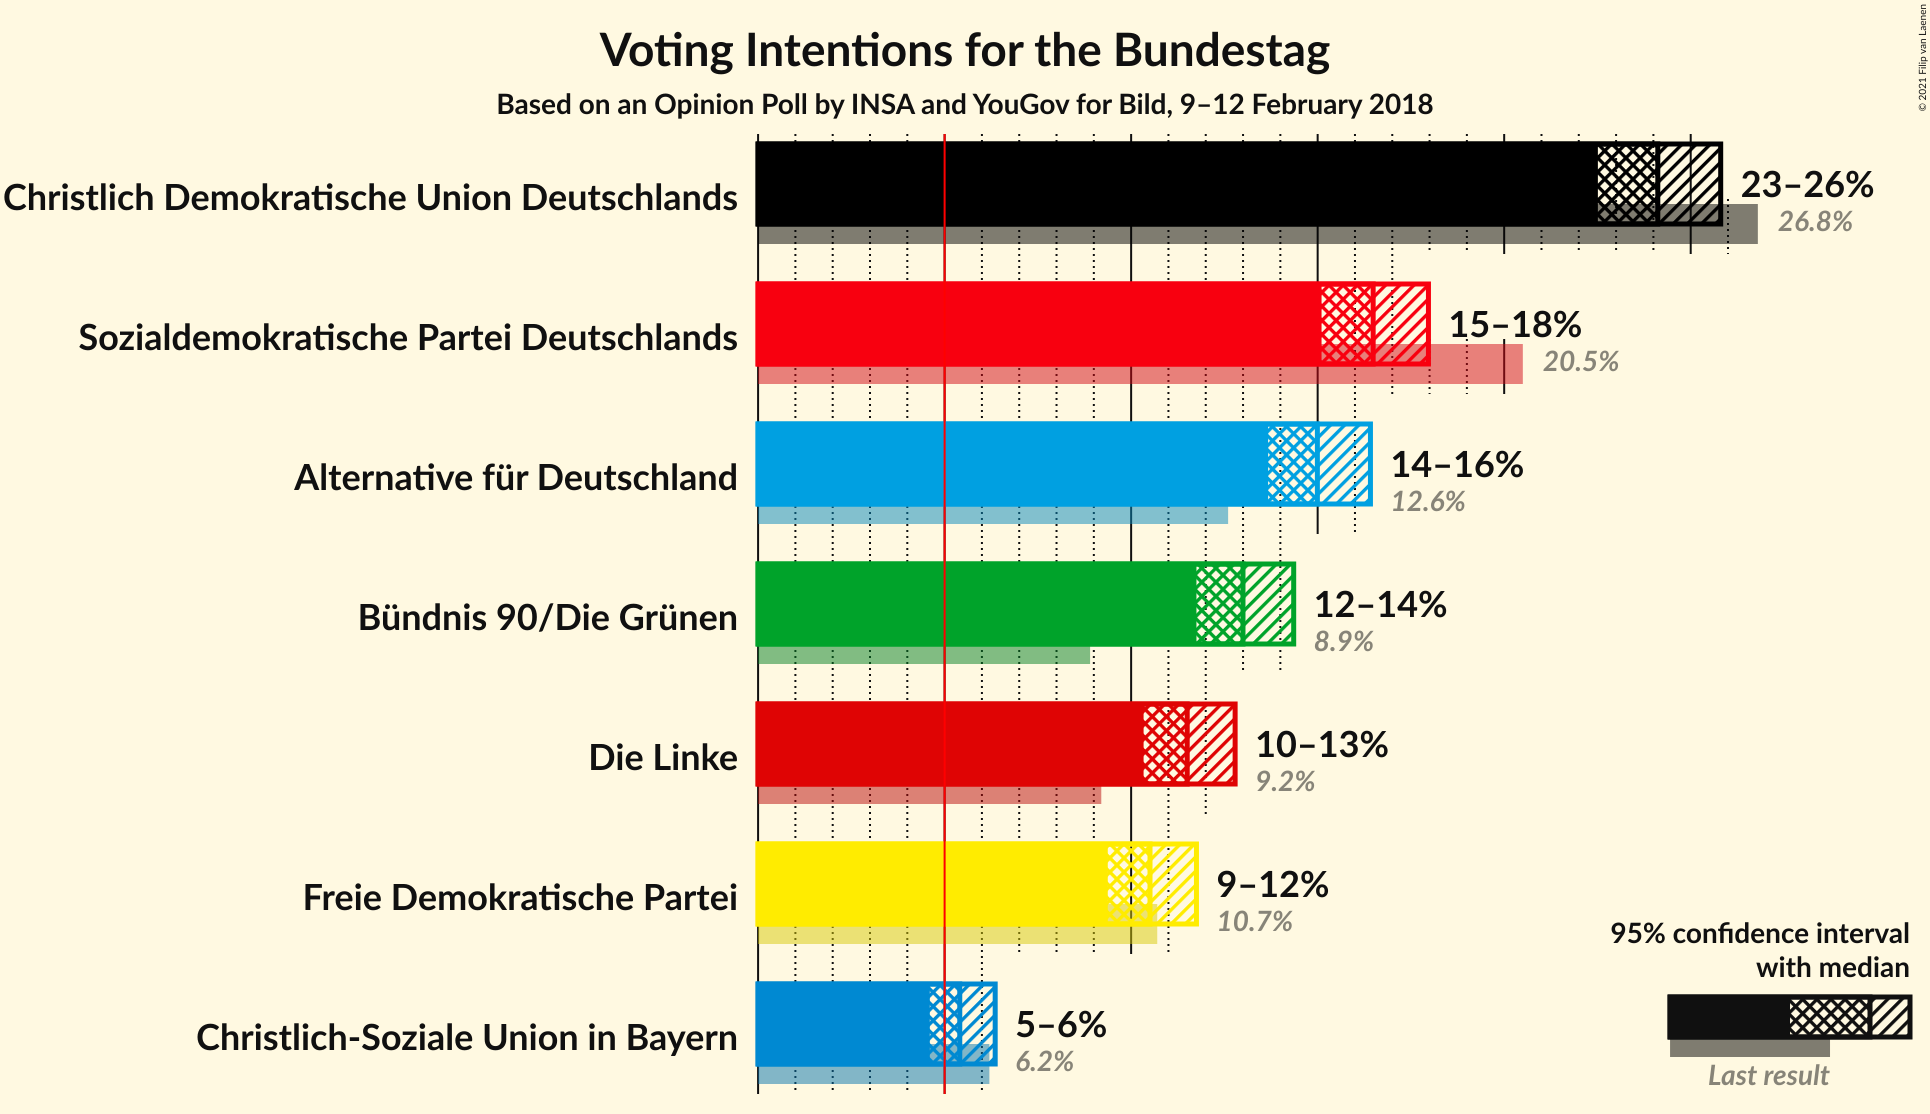 Voting Intentions for the Bundestag
Based on an Opinion Poll by INSA and YouGov for Bild, 9–12 February 2018
© 2021 Filip van Laenen
Christlich Demokratische Union Deutschlands
23–26%
26.8%
Sozialdemokratische Partei Deutschlands
15–18%
20.5%
Alternative für Deutschland
14–16%
12.6%
Bündnis 90/Die Grünen
12–14%
8.9%
Die Linke
10–13%
9.2%
Freie Demokratische Partei
9–12%
10.7%
Christlich-Soziale Union in Bayern
5–6%
6.2%
95% confidence interval
with median
Last result